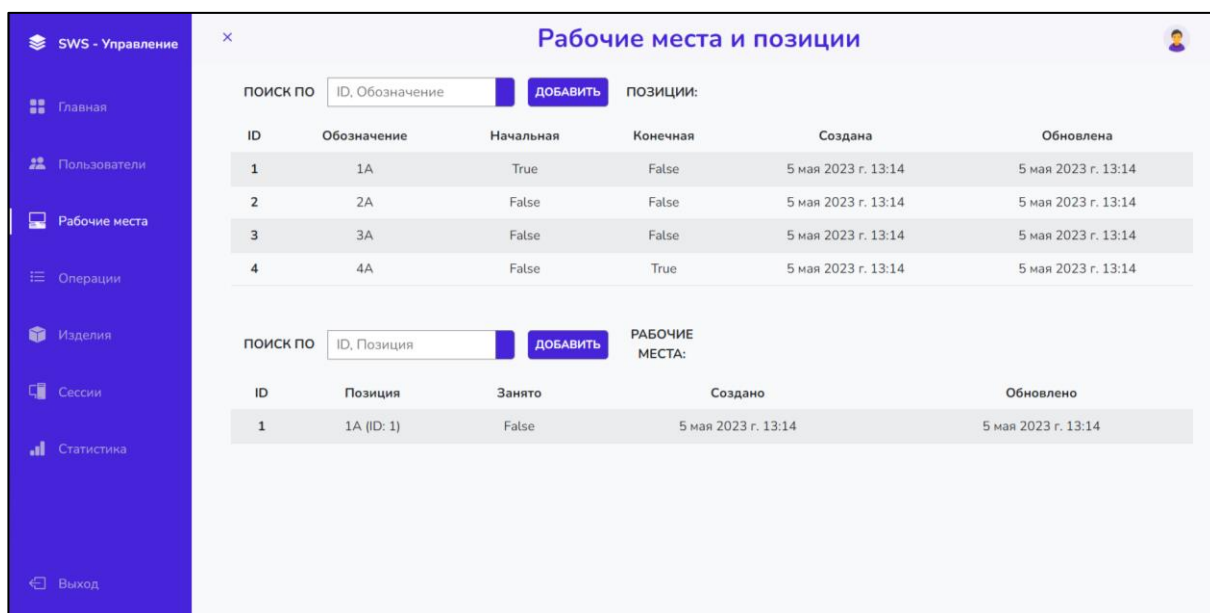 SWS - Управление
× Рабочие места и позиции
Главная
Пользователи
Рабочие места
Операции
Изделия
Сессии
Статистика
Выход
ПОИСК ПО ID, Обозначение ДОБАВИТЬ ПОЗИЦИИ:
ID Обозначение Начальная Конечная Создана Обновлена
1 1A True False 5 мая 2023 г. 13:14 5 мая 2023 г. 13:14
2 2A False False 5 мая 2023 г. 13:14 5 мая 2023 г. 13:14
3 3A False False 5 мая 2023 г. 13:14 5 мая 2023 г. 13:14
4 4A False True 5 мая 2023 г. 13:14 5 мая 2023 г. 13:14
ПОИСК ПО ID, Позиция ДОБАВИТЬ РАБОЧИЕ
МЕСТА:
ID Позиция Занято Создано Обновлено
1 1A (ID: 1) False 5 мая 2023 г. 13:14 5 мая 2023 г. 13:14